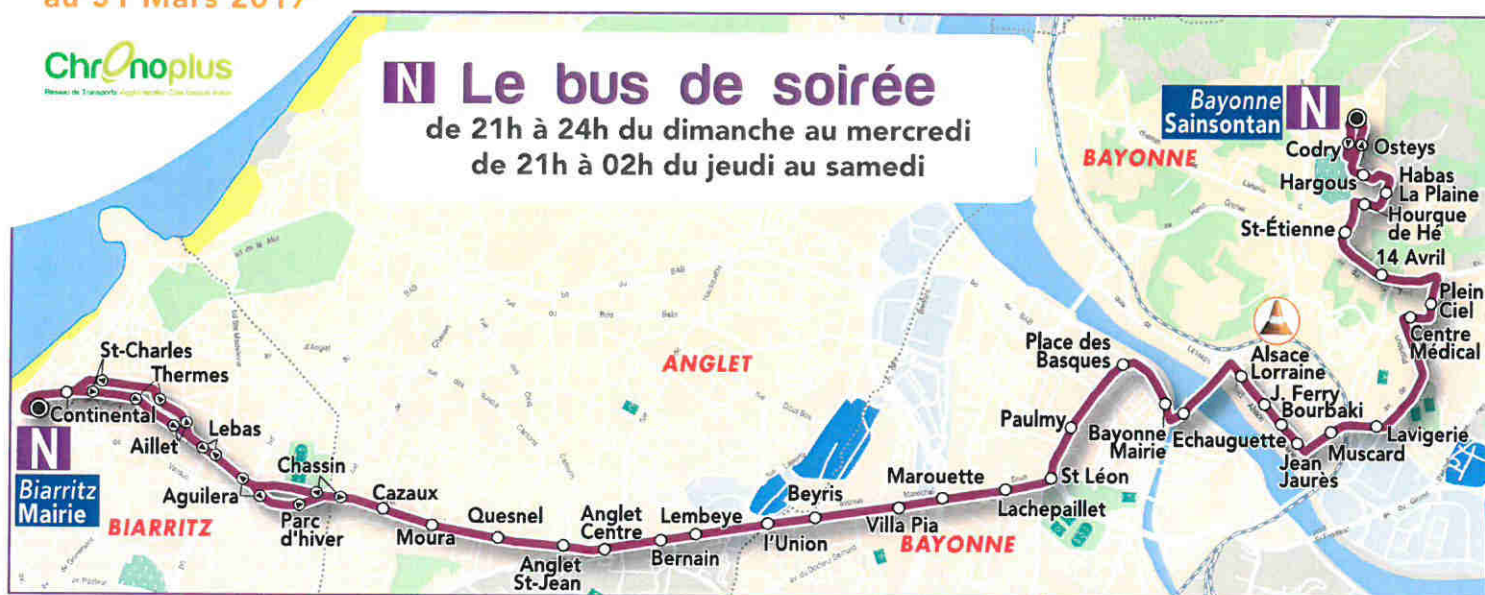 au 31 Mars 2017
Chronoplus
N Le bus de soirée
de 21h à 24h du dimanche au mercredi
de 21h à 02h du jeudi au samedi
Bayonne
Sainsontan
N
BAYONNE
Codry
Osteys
Hargous
Habas
La Plaine
Hourque
de Hé
St-Étienne
14 Avril
Plein
Ciel
Centre
Médical
Alsace
Lorraine
J. Ferry
Bourbaki
Place des
Basques
ANGLET
St-Charles
Thermes
Continental
Aillet
Lebas
N
Biarritz
Mairie
BIARRITZ
Aguilera
Chassin
Parc
d'hiver
Cazaux
Moura
Quesnel
Anglet
St-Jean
Anglet
Centre
Bernain
Lembeye
l'Union
Beyris
Villa Pia
Marouette
BAYONNE
Lachepaillet
St Léon
Paulmy
Bayonne
Mairie
Echauguette
Jean
Jaurès
Muscard
Lavigerie